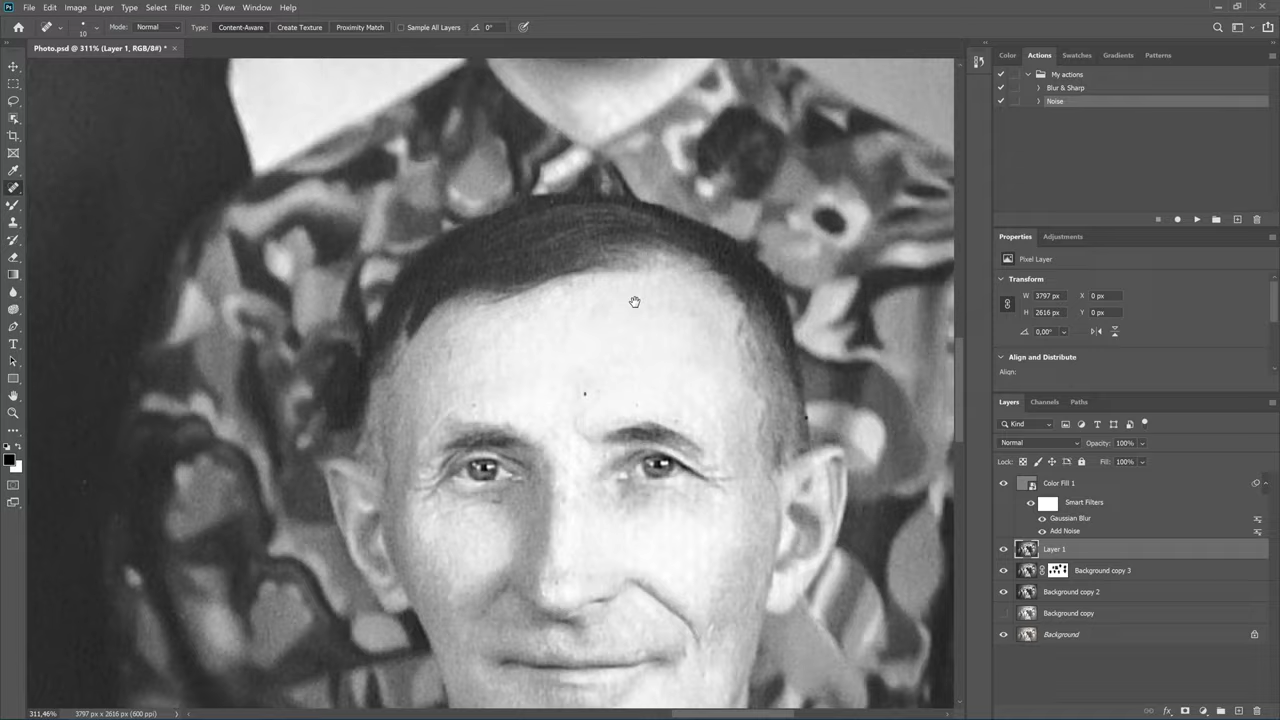 Ps File Edit Image Layer Type Select Filter 3D View Window Help
10 Mode: Normal Type: Content-Aware Create Texture Proximity Match Sample All Layers 0°
Photo.psd @ 311% (Layer 1, RGB/8#) *
Color Actions Swatches Gradients Patterns
My actions
Blur & Sharp
Noise
Properties Adjustments
Pixel Layer
Transform
W 3797 px X 0 px
H 2616 px Y 0 px
0,00°
Align and Distribute
Align:
Layers Channels Paths
Kind
Normal Opacity: 100%
Lock: Fill: 100%
Color Fill 1
Smart Filters
Gaussian Blur
Add Noise
Layer 1
Background copy 3
Background copy 2
Background copy
Background
311,46% 3797 px x 2616 px (600 ppi)